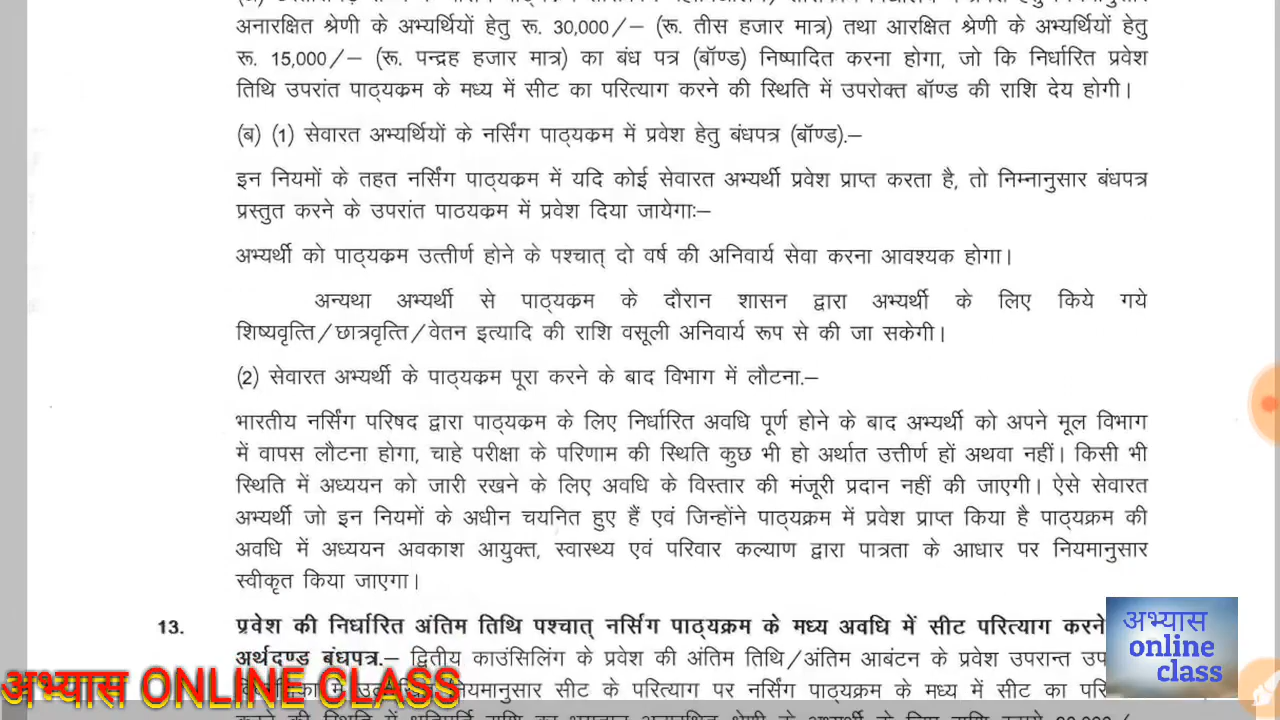 अनारक्षित श्रेणी के अभ्यर्थियों हेतु रू. 30,000/– (रू. तीस हजार मात्र) तथा आरक्षित श्रेणी के अभ्यर्थियों हेतु
रू. 15,000/– (रू. पन्द्रह हजार मात्र) का बंध पत्र (बॉण्ड) निष्पादित करना होगा, जो कि निर्धारित प्रवेश
तिथि उपरांत पाठ्यक्रम के मध्य में सीट का परित्याग करने की स्थिति में उपरोक्त बॉण्ड की राशि देय होगी।
(ब) (1) सेवारत अभ्यर्थियों के नर्सिंग पाठ्यक्रम में प्रवेश हेतु बंधपत्र (बॉण्ड).–
इन नियमों के तहत नर्सिंग पाठ्यक्रम में यदि कोई सेवारत अभ्यर्थी प्रवेश प्राप्त करता है, तो निम्नानुसार बंधपत्र
प्रस्तुत करने के उपरांत पाठयक्रम में प्रवेश दिया जायेगाः–
अभ्यर्थी को पाठ्यक्रम उत्तीर्ण होने के पश्चात् दो वर्ष की अनिवार्य सेवा करना आवश्यक होगा।
अन्यथा अभ्यर्थी से पाठ्यक्रम के दौरान शासन द्वारा अभ्यर्थी के लिए किये गये
शिष्यवृत्ति/छात्रवृत्ति/वेतन इत्यादि की राशि वसूली अनिवार्य रूप से की जा सकेगी।
(2) सेवारत अभ्यर्थी के पाठ्यक्रम पूरा करने के बाद विभाग में लौटना.–
भारतीय नर्सिंग परिषद द्वारा पाठ्यक्रम के लिए निर्धारित अवधि पूर्ण होने के बाद अभ्यर्थी को अपने मूल विभाग
में वापस लौटना होगा, चाहे परीक्षा के परिणाम की स्थिति कुछ भी हो अर्थात उत्तीर्ण हों अथवा नहीं। किसी भी
स्थिति में अध्ययन को जारी रखने के लिए अवधि के विस्तार की मंजूरी प्रदान नहीं की जाएगी। ऐसे सेवारत
अभ्यर्थी जो इन नियमों के अधीन चयनित हुए हैं एवं जिन्होंने पाठ्यक्रम में प्रवेश प्राप्त किया है पाठ्यक्रम की
अवधि में अध्ययन अवकाश आयुक्त, स्वास्थ्य एवं परिवार कल्याण द्वारा पात्रता के आधार पर नियमानुसार
स्वीकृत किया जाएगा।
13. प्रवेश की निर्धारित अंतिम तिथि पश्चात् नर्सिग पाठ्यक्रम के मध्य अवधि में सीट परित्याग करने
अर्थदण्ड बंधपत्र.– द्वितीय काउंसिलिंग के प्रवेश की अंतिम तिथि/अंतिम आबंटन के प्रवेश उपरान्त
नियमानुसार सीट के परित्याग पर नर्सिंग पाठ्यक्रम के मध्य में सीट का
अभ्यास ONLINE CLASS
अभ्यास
online
class